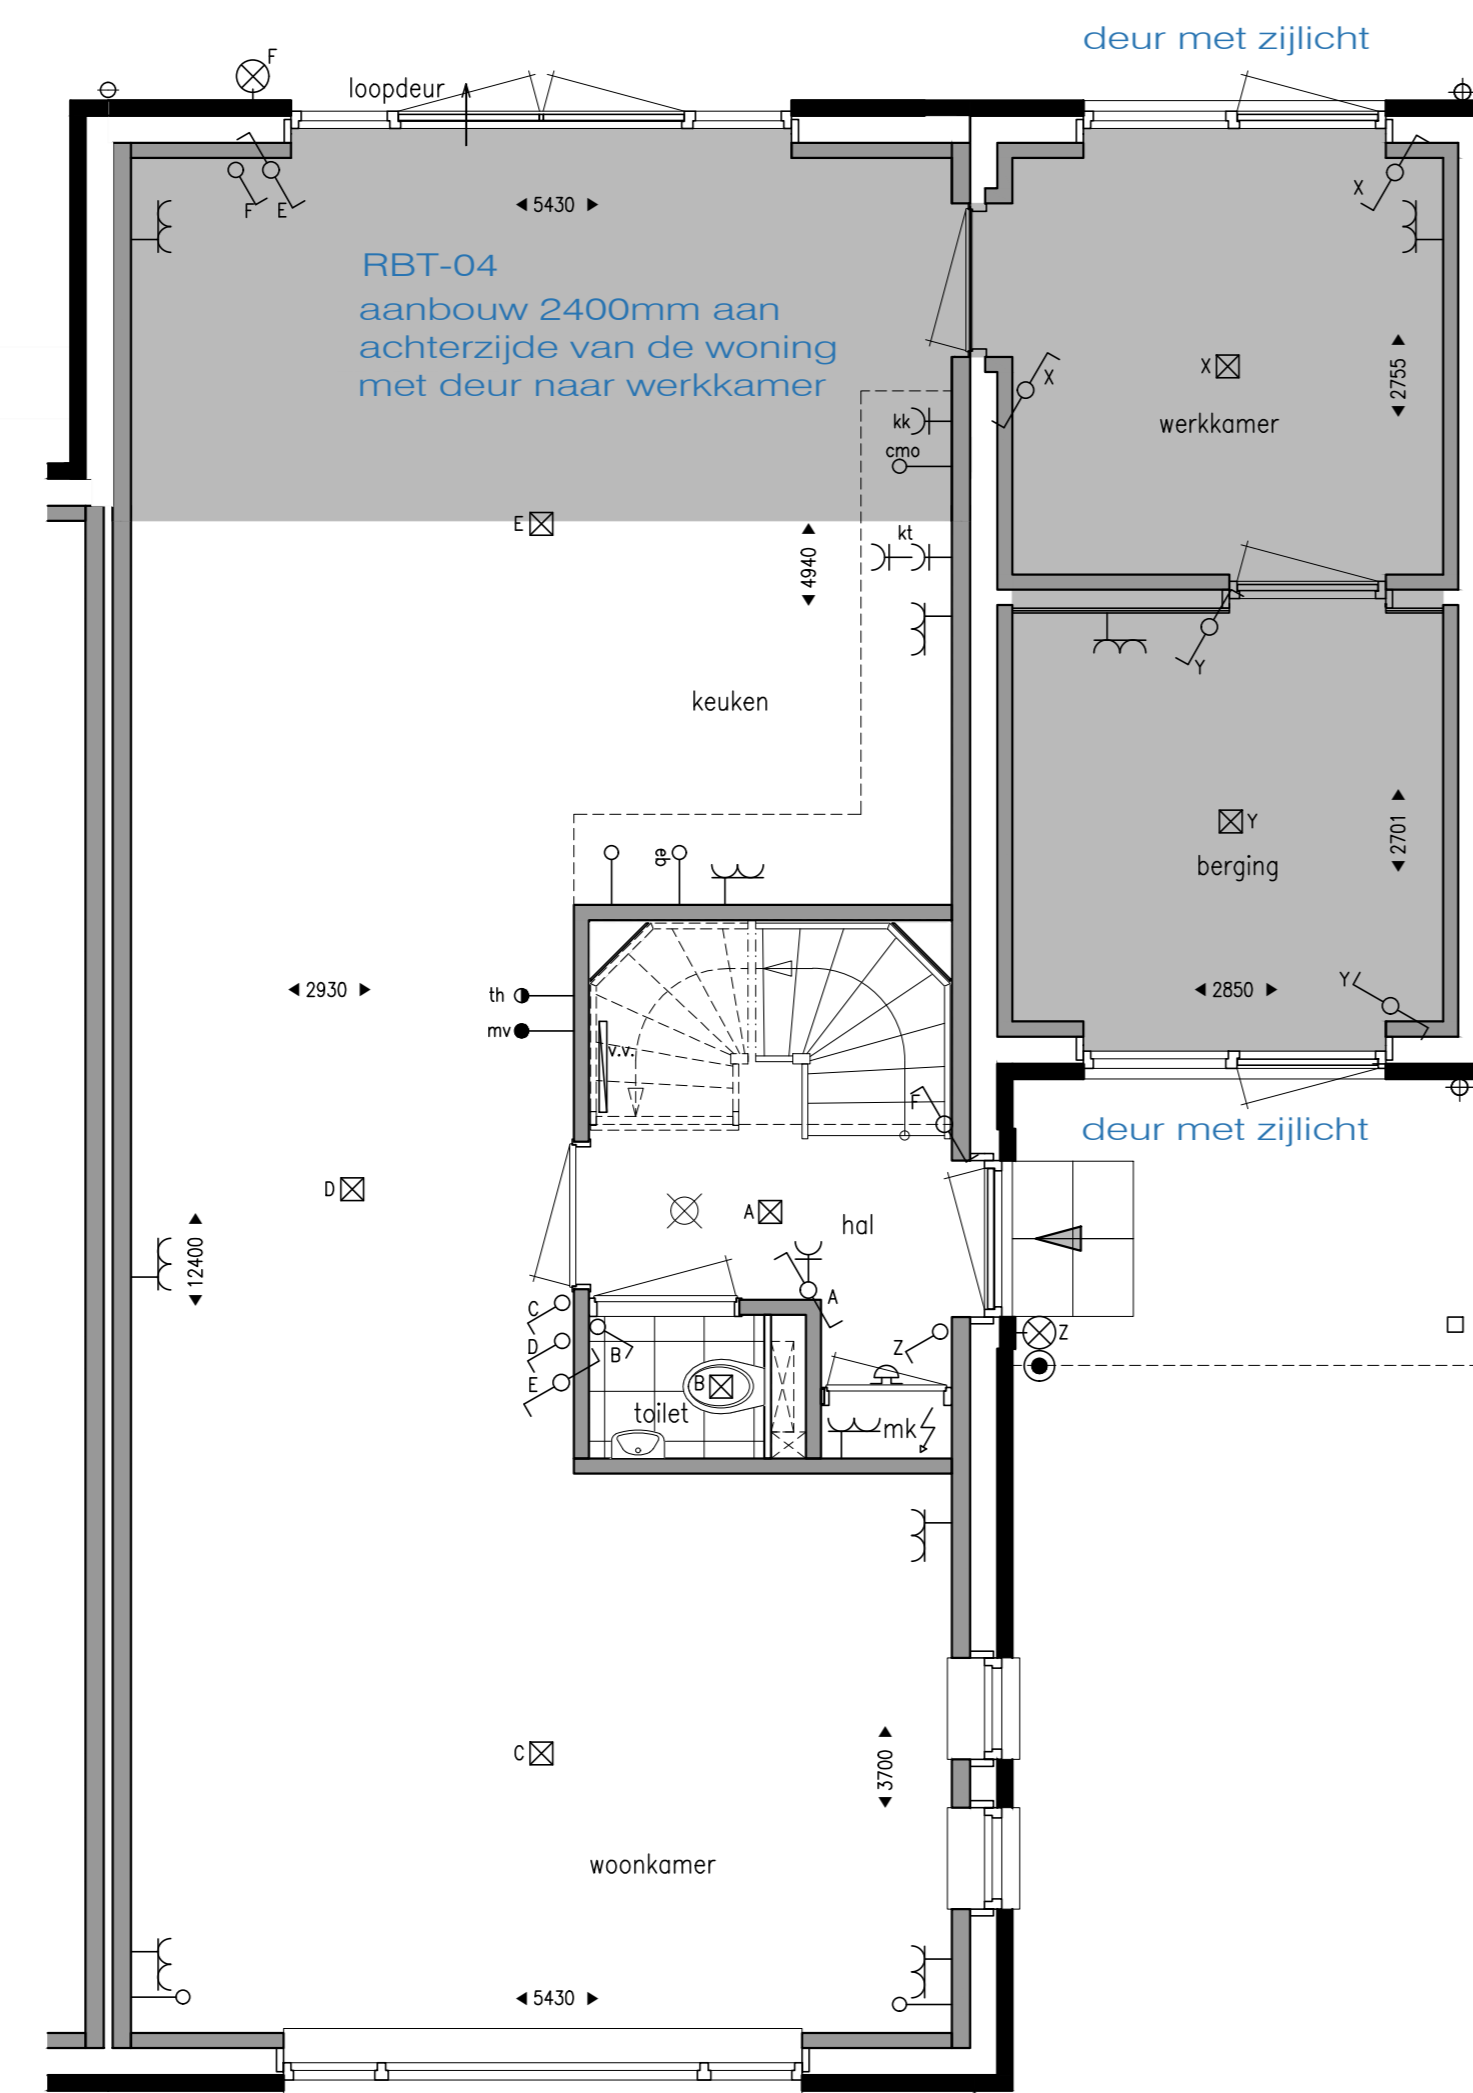 deur met zijlicht
F
loopdeur
X
F E
5430
RBT-04
aanbouw 2400mm aan
achterzijde van de woning
met deur naar werkkamer
X
X
2755
kk
werkkamer
cmo
E
kt
4940
Y
keuken
Y
2701
eb
berging
2930
th
2850
Y
mv
v.v.
F
deur met zijlicht
D
A
hal
12400
C
A
D
B
Z
Z
E
B
toilet
mk
C
3700
woonkamer
5430